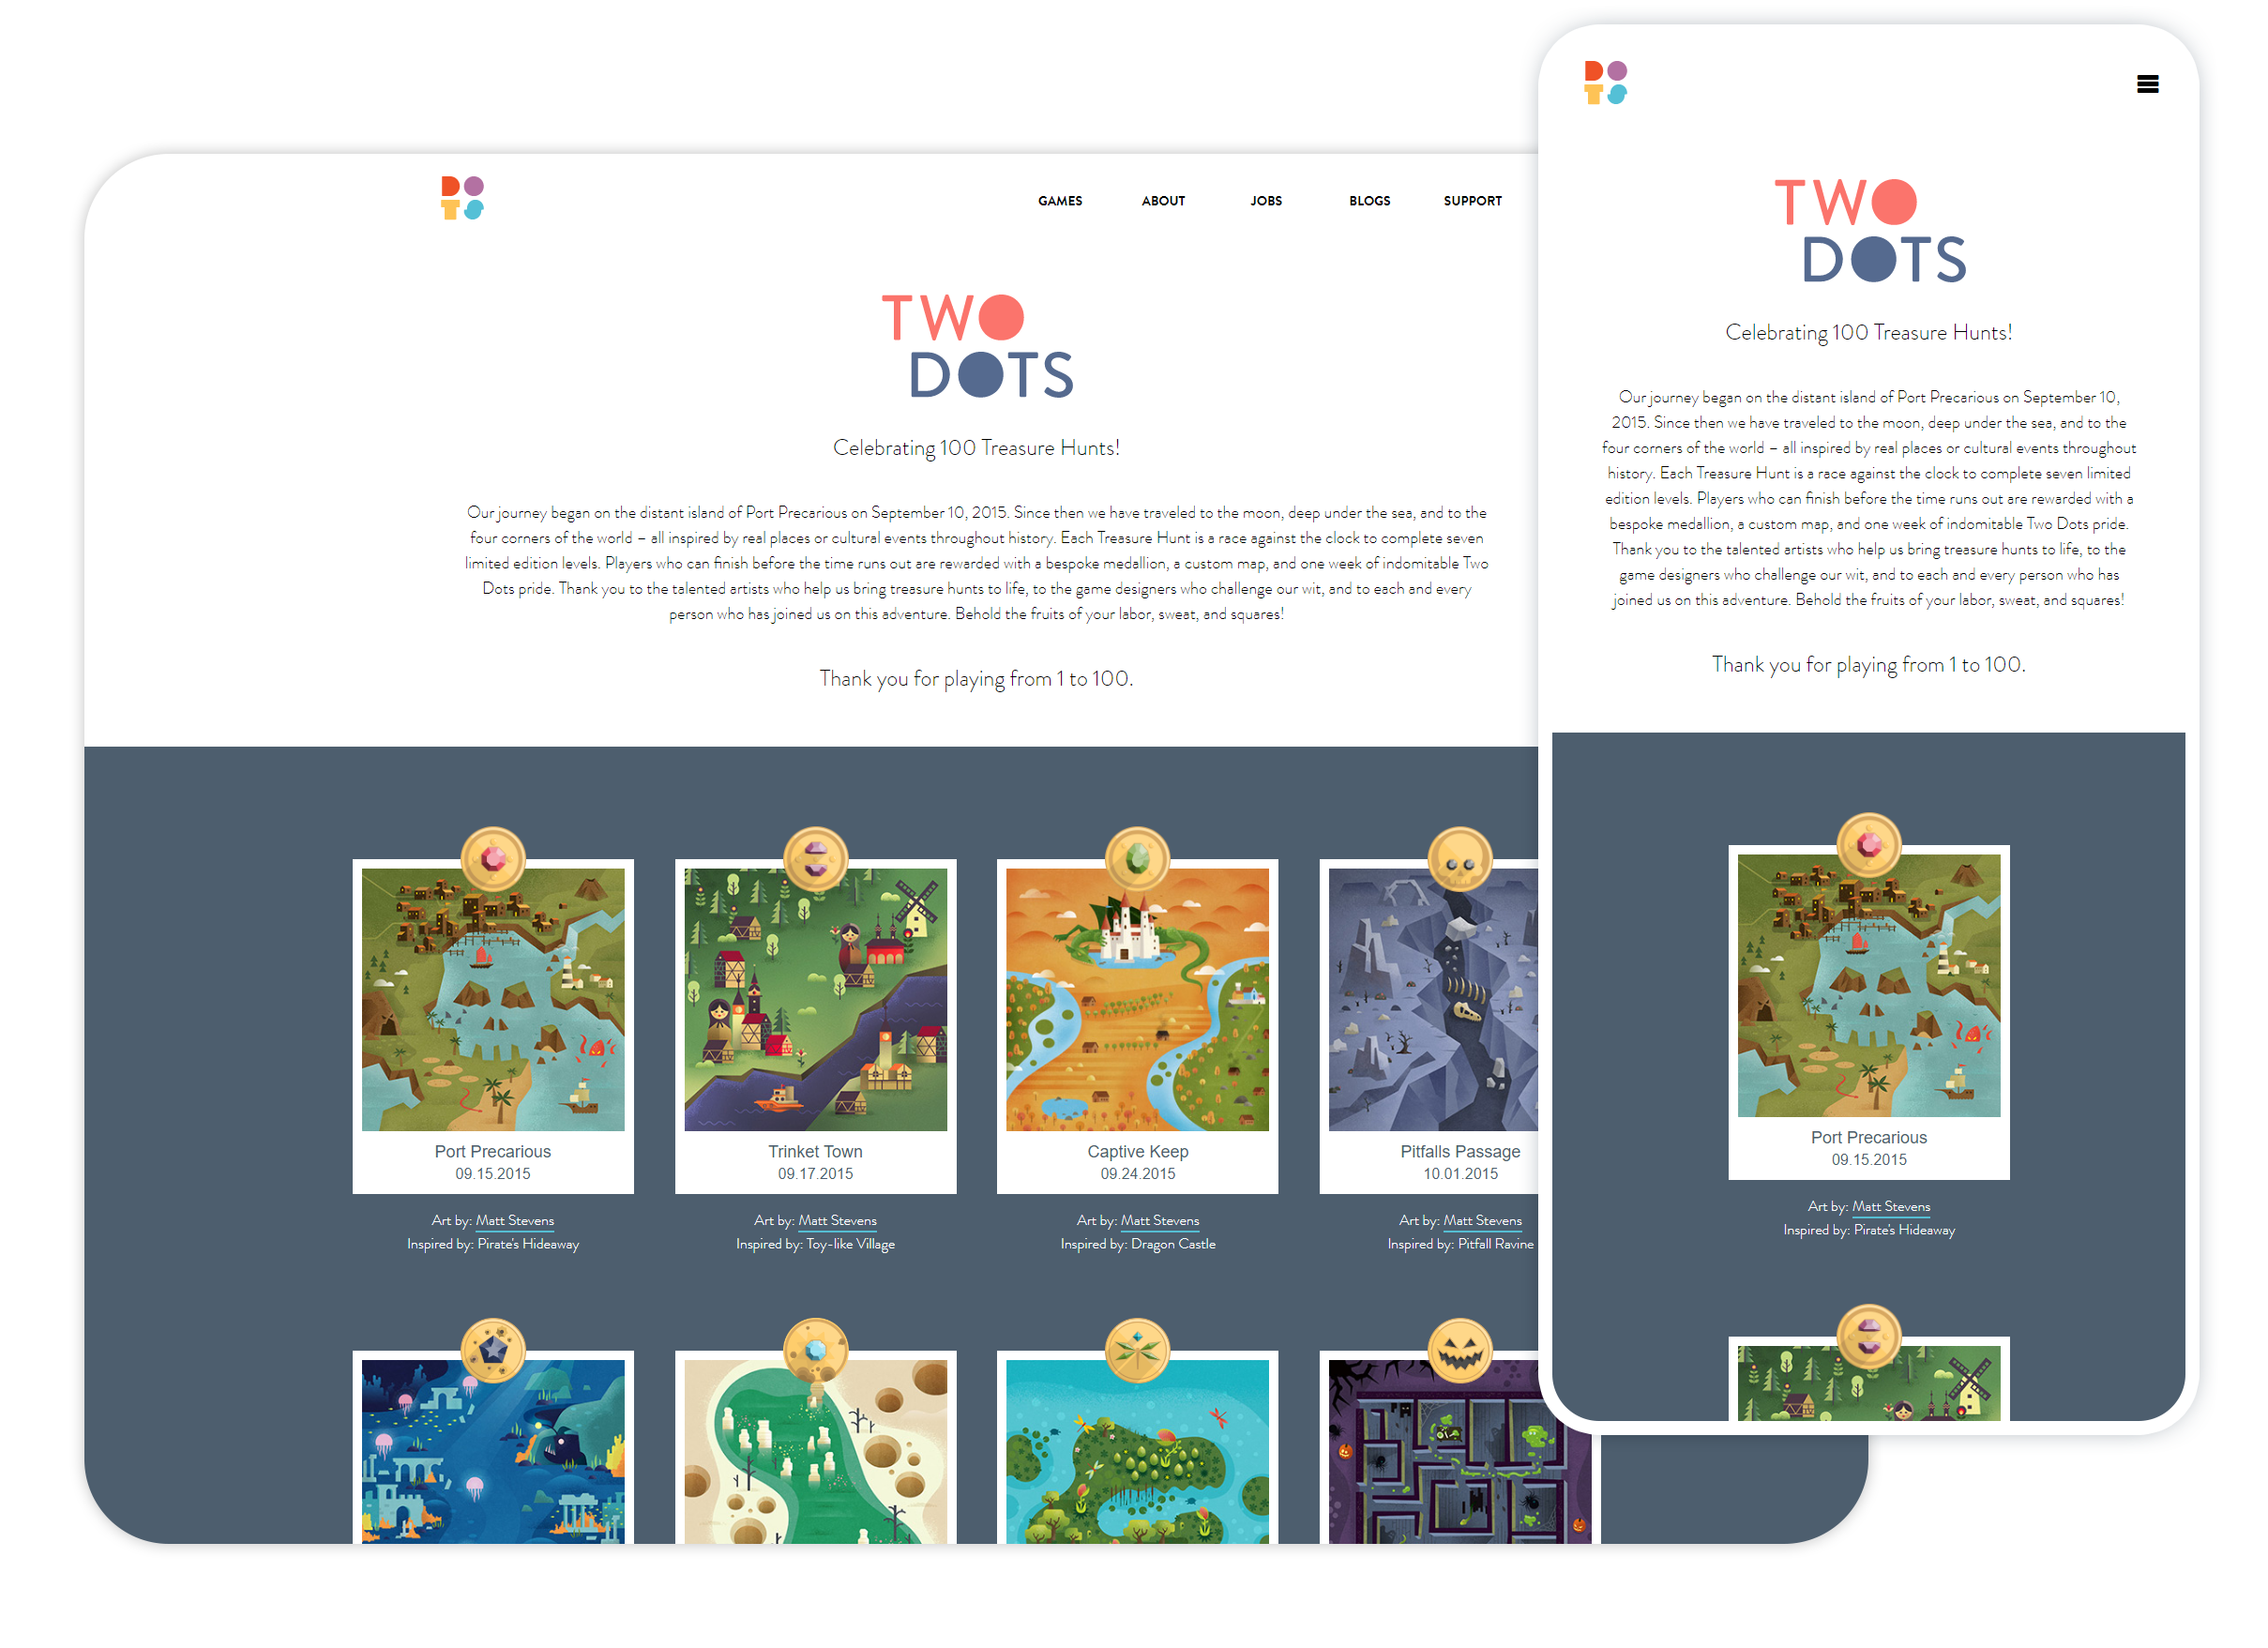 DOTS
GAMES ABOUT JOBS BLOGS SUPPORT
TWO
DOTS
Celebrating 100 Treasure Hunts!
Our journey began on the distant island of Port Precarious on September 10, 2015. Since then we have traveled to the moon, deep under the sea, and to the
four corners of the world – all inspired by real places or cultural events throughout history. Each Treasure Hunt is a race against the clock to complete seven
limited edition levels. Players who can finish before the time runs out are rewarded with a bespoke medallion, a custom map, and one week of indomitable Two
Dots pride. Thank you to the talented artists who help us bring treasure hunts to life, to the game designers who challenge our wit, and to each and every
person who has joined us on this adventure. Behold the fruits of your labor, sweat, and squares!
Thank you for playing from 1 to 100.
Port Precarious
09.15.2015
Art by: Matt Stevens
Inspired by: Pirate's Hideaway
Trinket Town
09.17.2015
Art by: Matt Stevens
Inspired by: Toy-like Village
Captive Keep
09.24.2015
Art by: Matt Stevens
Inspired by: Dragon Castle
Pitfalls Passage
10.01.2015
Art by: Matt Stevens
Inspired by: Pitfall Ravine
DOTS
TWO
DOTS
Celebrating 100 Treasure Hunts!
Our journey began on the distant island of Port Precarious on September 10,
2015. Since then we have traveled to the moon, deep under the sea, and to the
four corners of the world – all inspired by real places or cultural events throughout
history. Each Treasure Hunt is a race against the clock to complete seven limited
edition levels. Players who can finish before the time runs out are rewarded with a
bespoke medallion, a custom map, and one week of indomitable Two Dots pride.
Thank you to the talented artists who help us bring treasure hunts to life, to the
game designers who challenge our wit, and to each and every person who has
joined us on this adventure. Behold the fruits of your labor, sweat, and squares!
Thank you for playing from 1 to 100.
Port Precarious
09.15.2015
Art by: Matt Stevens
Inspired by: Pirate's Hideaway